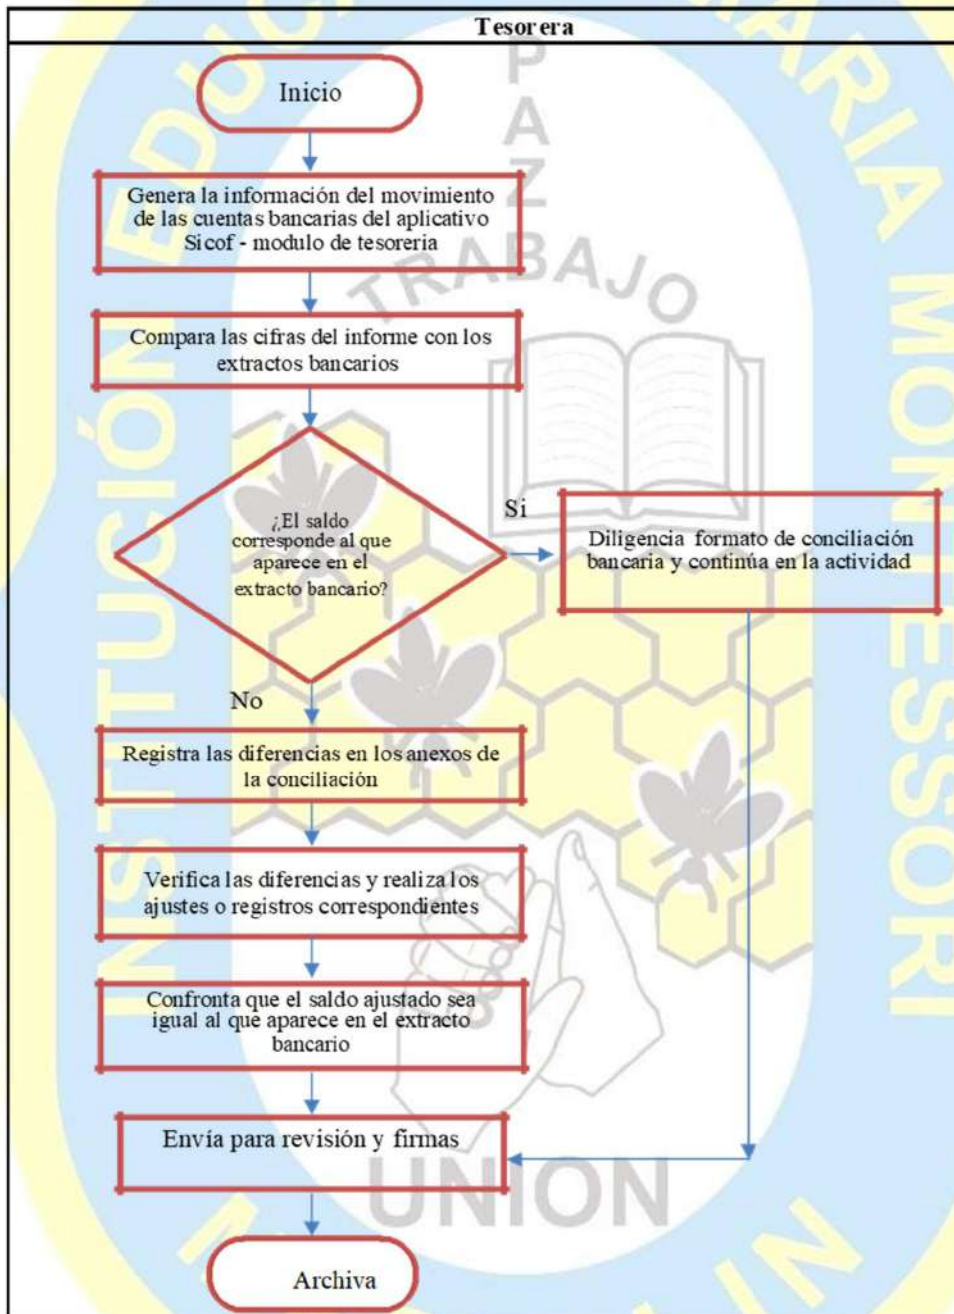 Tesorera
Inicio
Genera la información del movimiento
de las cuentas bancarias del aplicativo
Sicof - modulo de tesoreria
Compara las cifras del informe con los
extractos bancarios
¿El saldo
corresponde al que
aparece en el
extracto bancario?
Si
Diligencia formato de conciliación
bancaria y continúa en la actividad
No
Registra las diferencias en los anexos de
la conciliación
Verifica las diferencias y realiza los
ajustes o registros correspondientes
Confronta que el saldo ajustado sea
igual al que aparece en el extracto
bancario
Envía para revisión y firmas
Archiva
PAZ
TRABAJO
UNION
INSTITUCIÓN
MONTESSORI